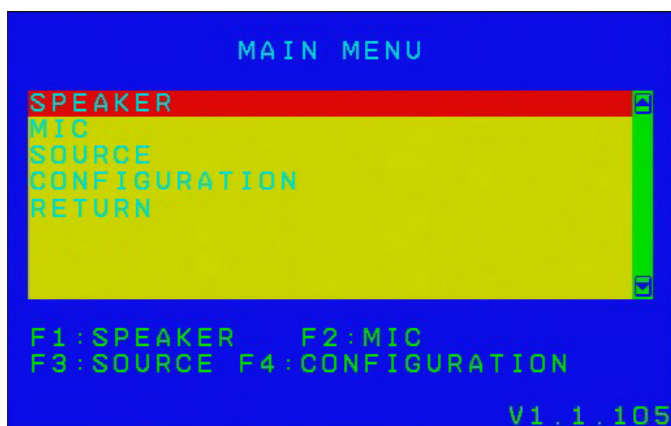 MAIN MENU
SPEAKER
MIC
SOURCE
CONFIGURATION
RETURN
F1:SPEAKER F2:MIC
F3:SOURCE F4:CONFIGURATION
V1.1.105